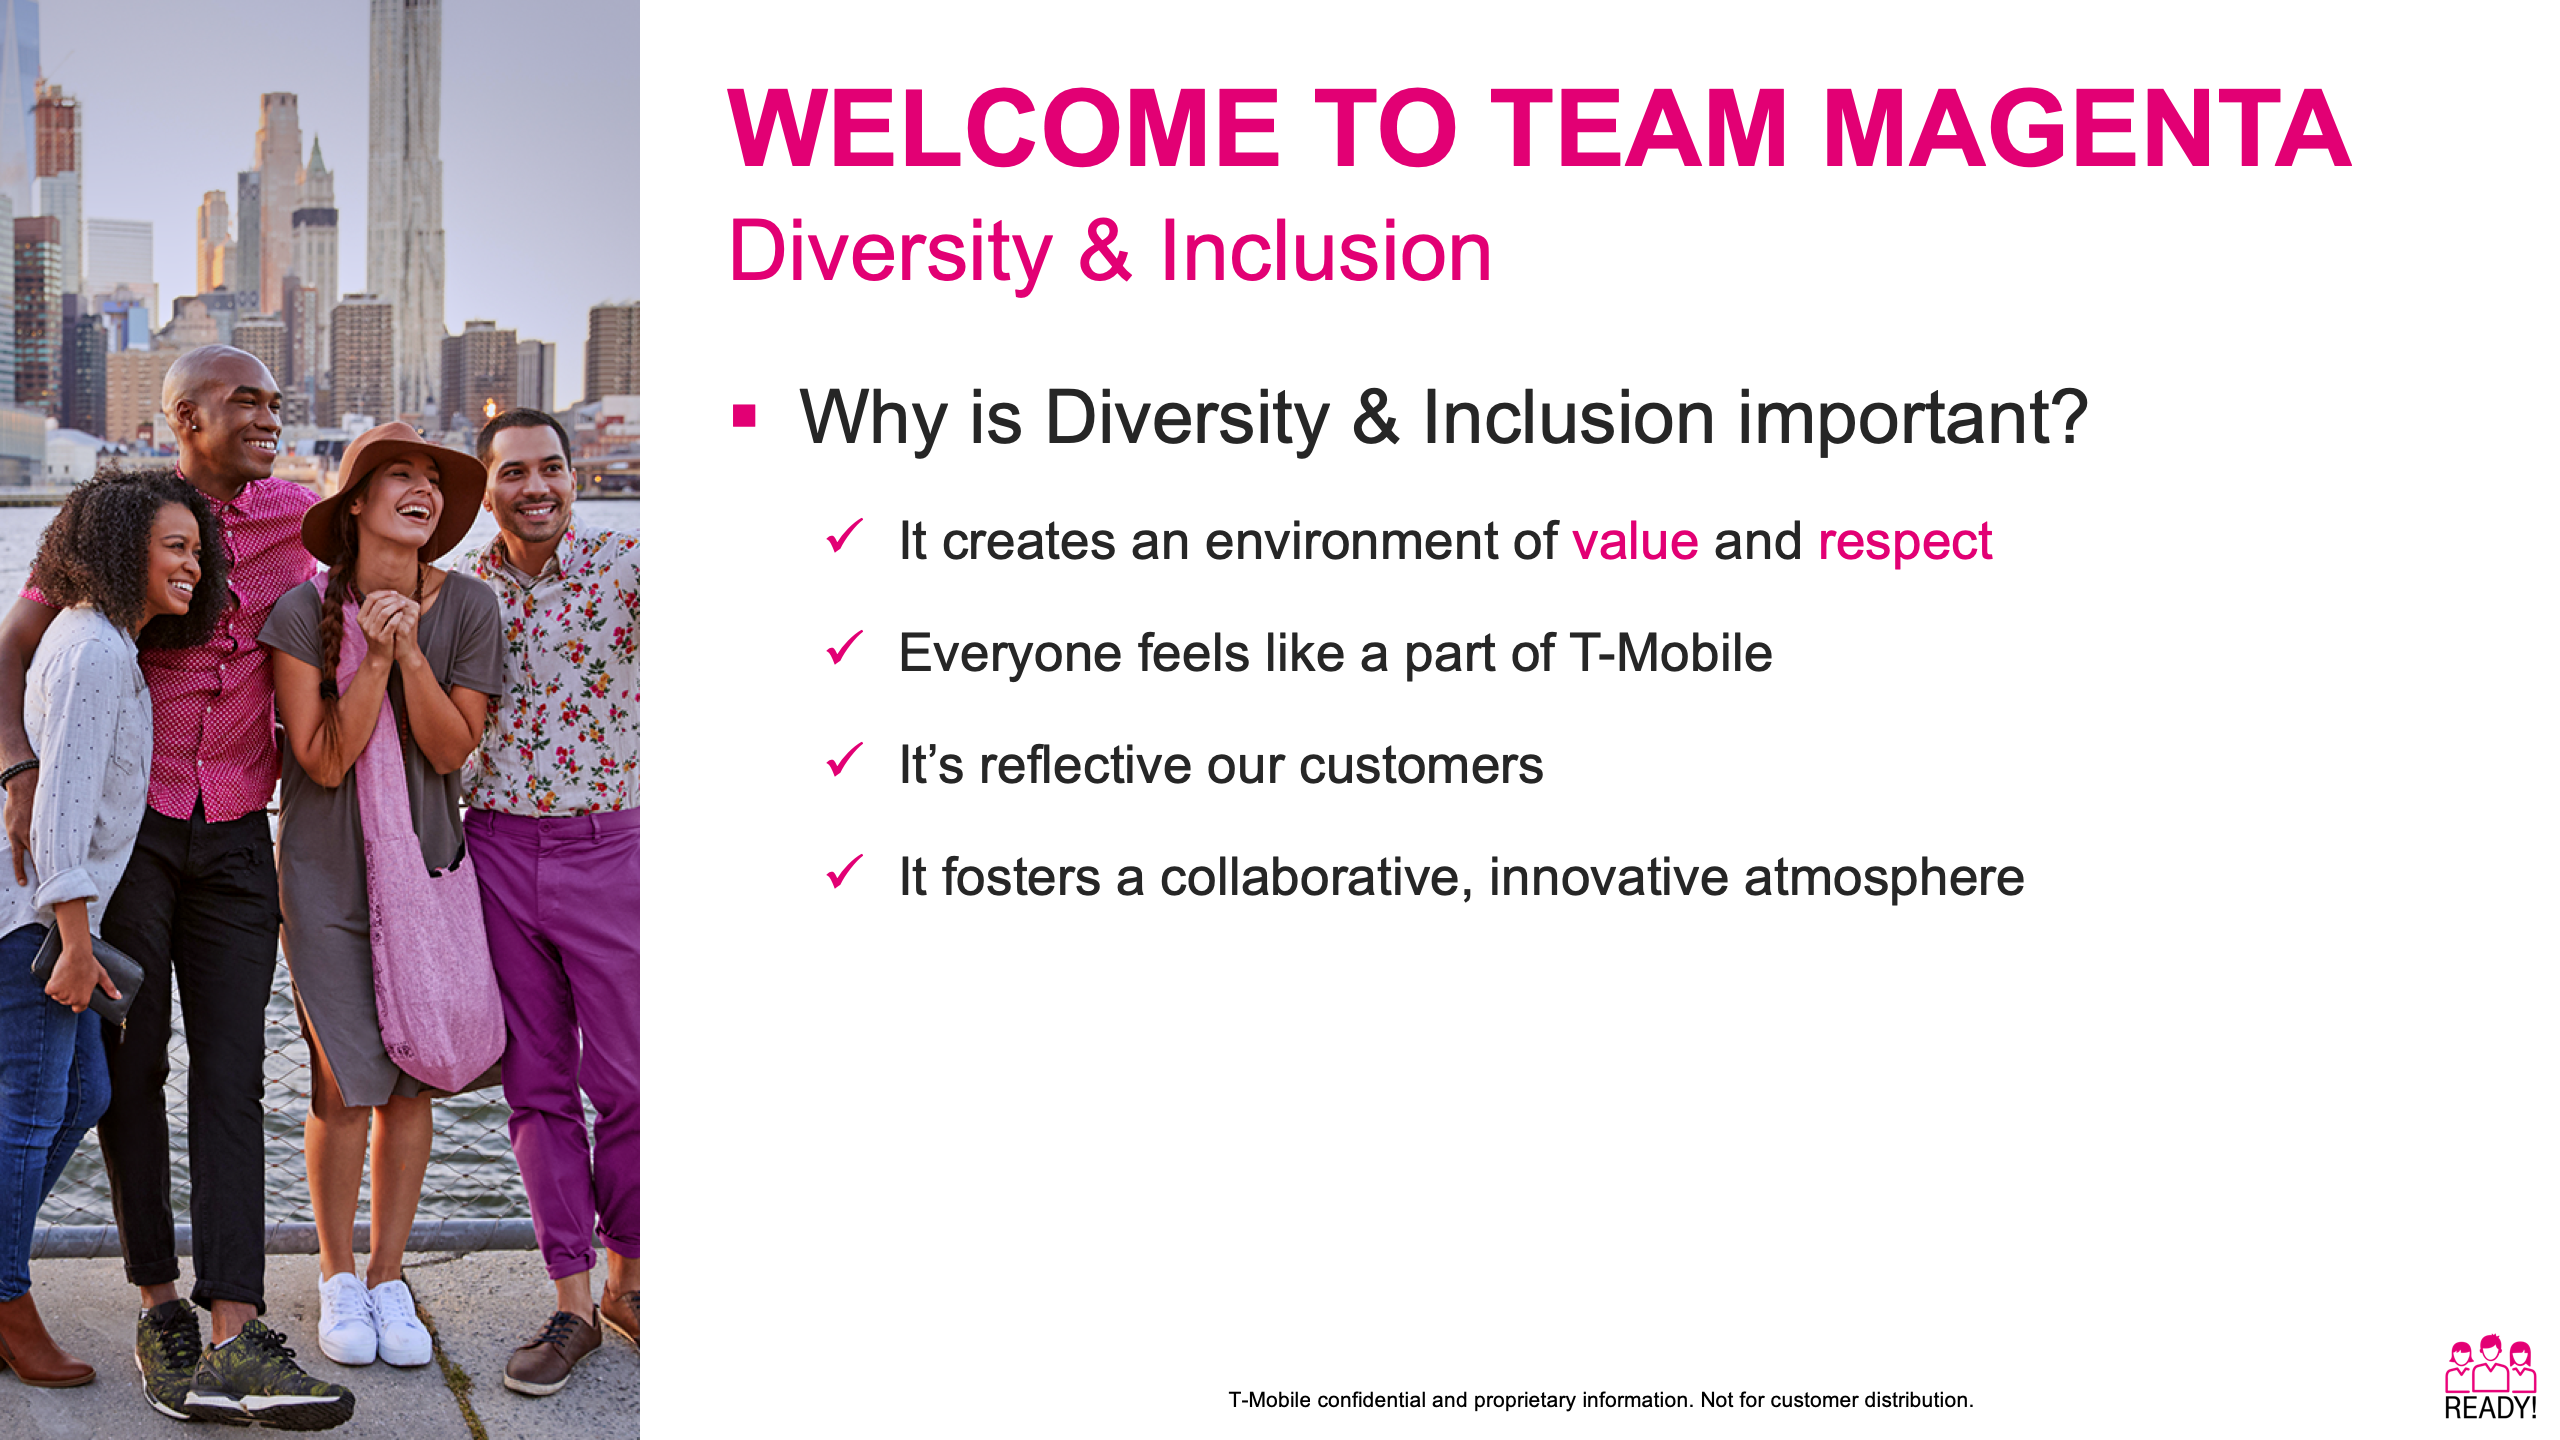 WELCOME TO TEAM MAGENTA
Diversity & Inclusion
Why is Diversity & Inclusion important?
It creates an environment of value and respect
Everyone feels like a part of T-Mobile
It’s reflective our customers
It fosters a collaborative, innovative atmosphere
T-Mobile confidential and proprietary information. Not for customer distribution.
READY!